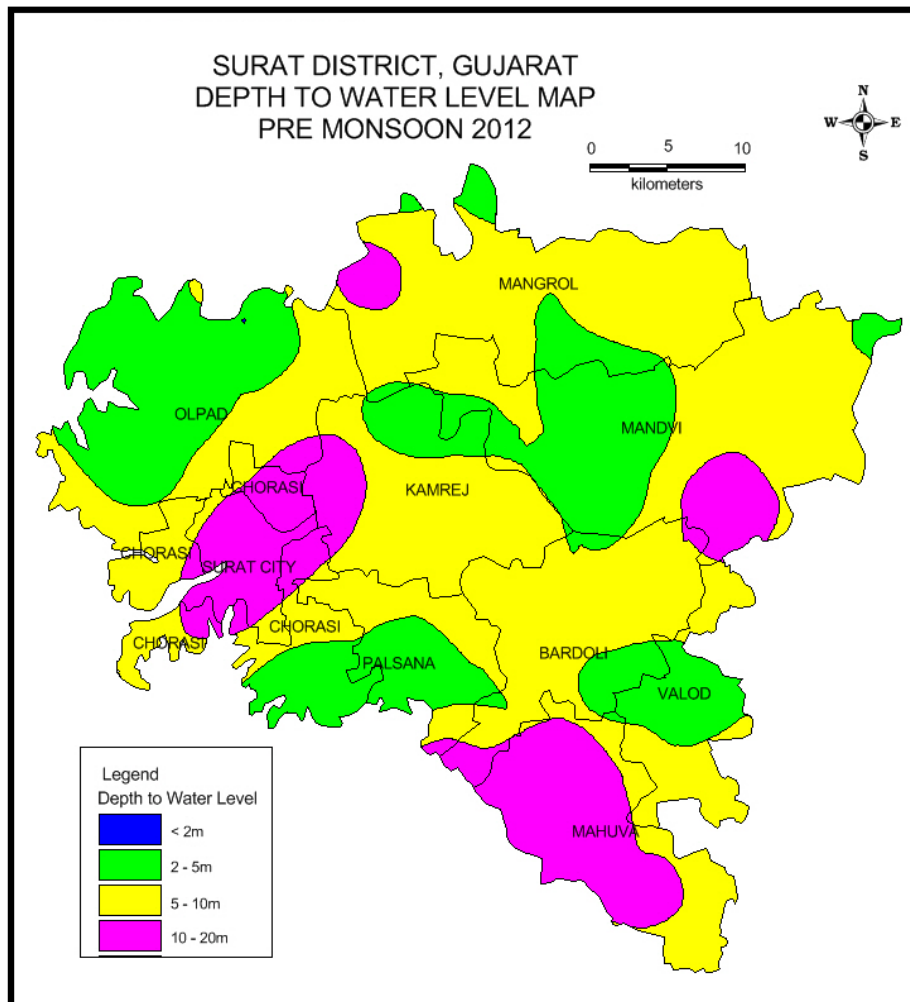 SURAT DISTRICT, GUJARAT
DEPTH TO WATER LEVEL MAP
PRE MONSOON 2012
N
W E
S
0 5 10
kilometers
MANGROL
OLPAD
MANDVI
CHORASI
KAMREJ
CHORASI
SURAT CITY
CHORASI
CHORASI
BARDOLI
PALSANA
VALOD
MAHUVA
Legend
Depth to Water Level
< 2m
2 - 5m
5 - 10m
10 - 20m